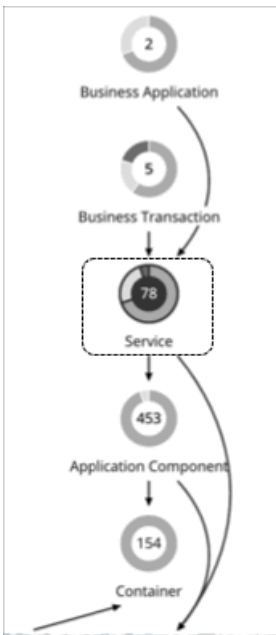 2
Business Application
5
Business Transaction
78
Service
453
Application Component
154
Container